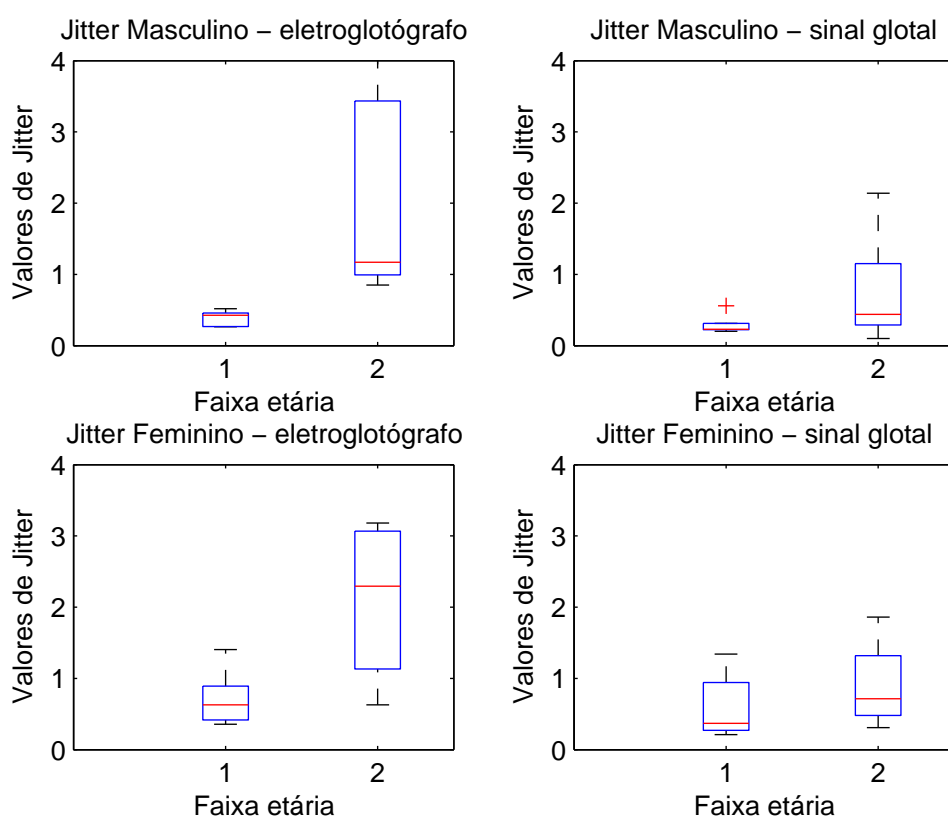 Jitter Masculino − eletroglotógrafo
4
3
2
1
0
Valores de Jitter
1 2
Faixa etária
Jitter Masculino − sinal glotal
4
3
2
1
0
Valores de Jitter
1 2
Faixa etária
Jitter Feminino − eletroglotógrafo
4
3
2
1
0
Valores de Jitter
1 2
Faixa etária
Jitter Feminino − sinal glotal
4
3
2
1
0
Valores de Jitter
1 2
Faixa etária